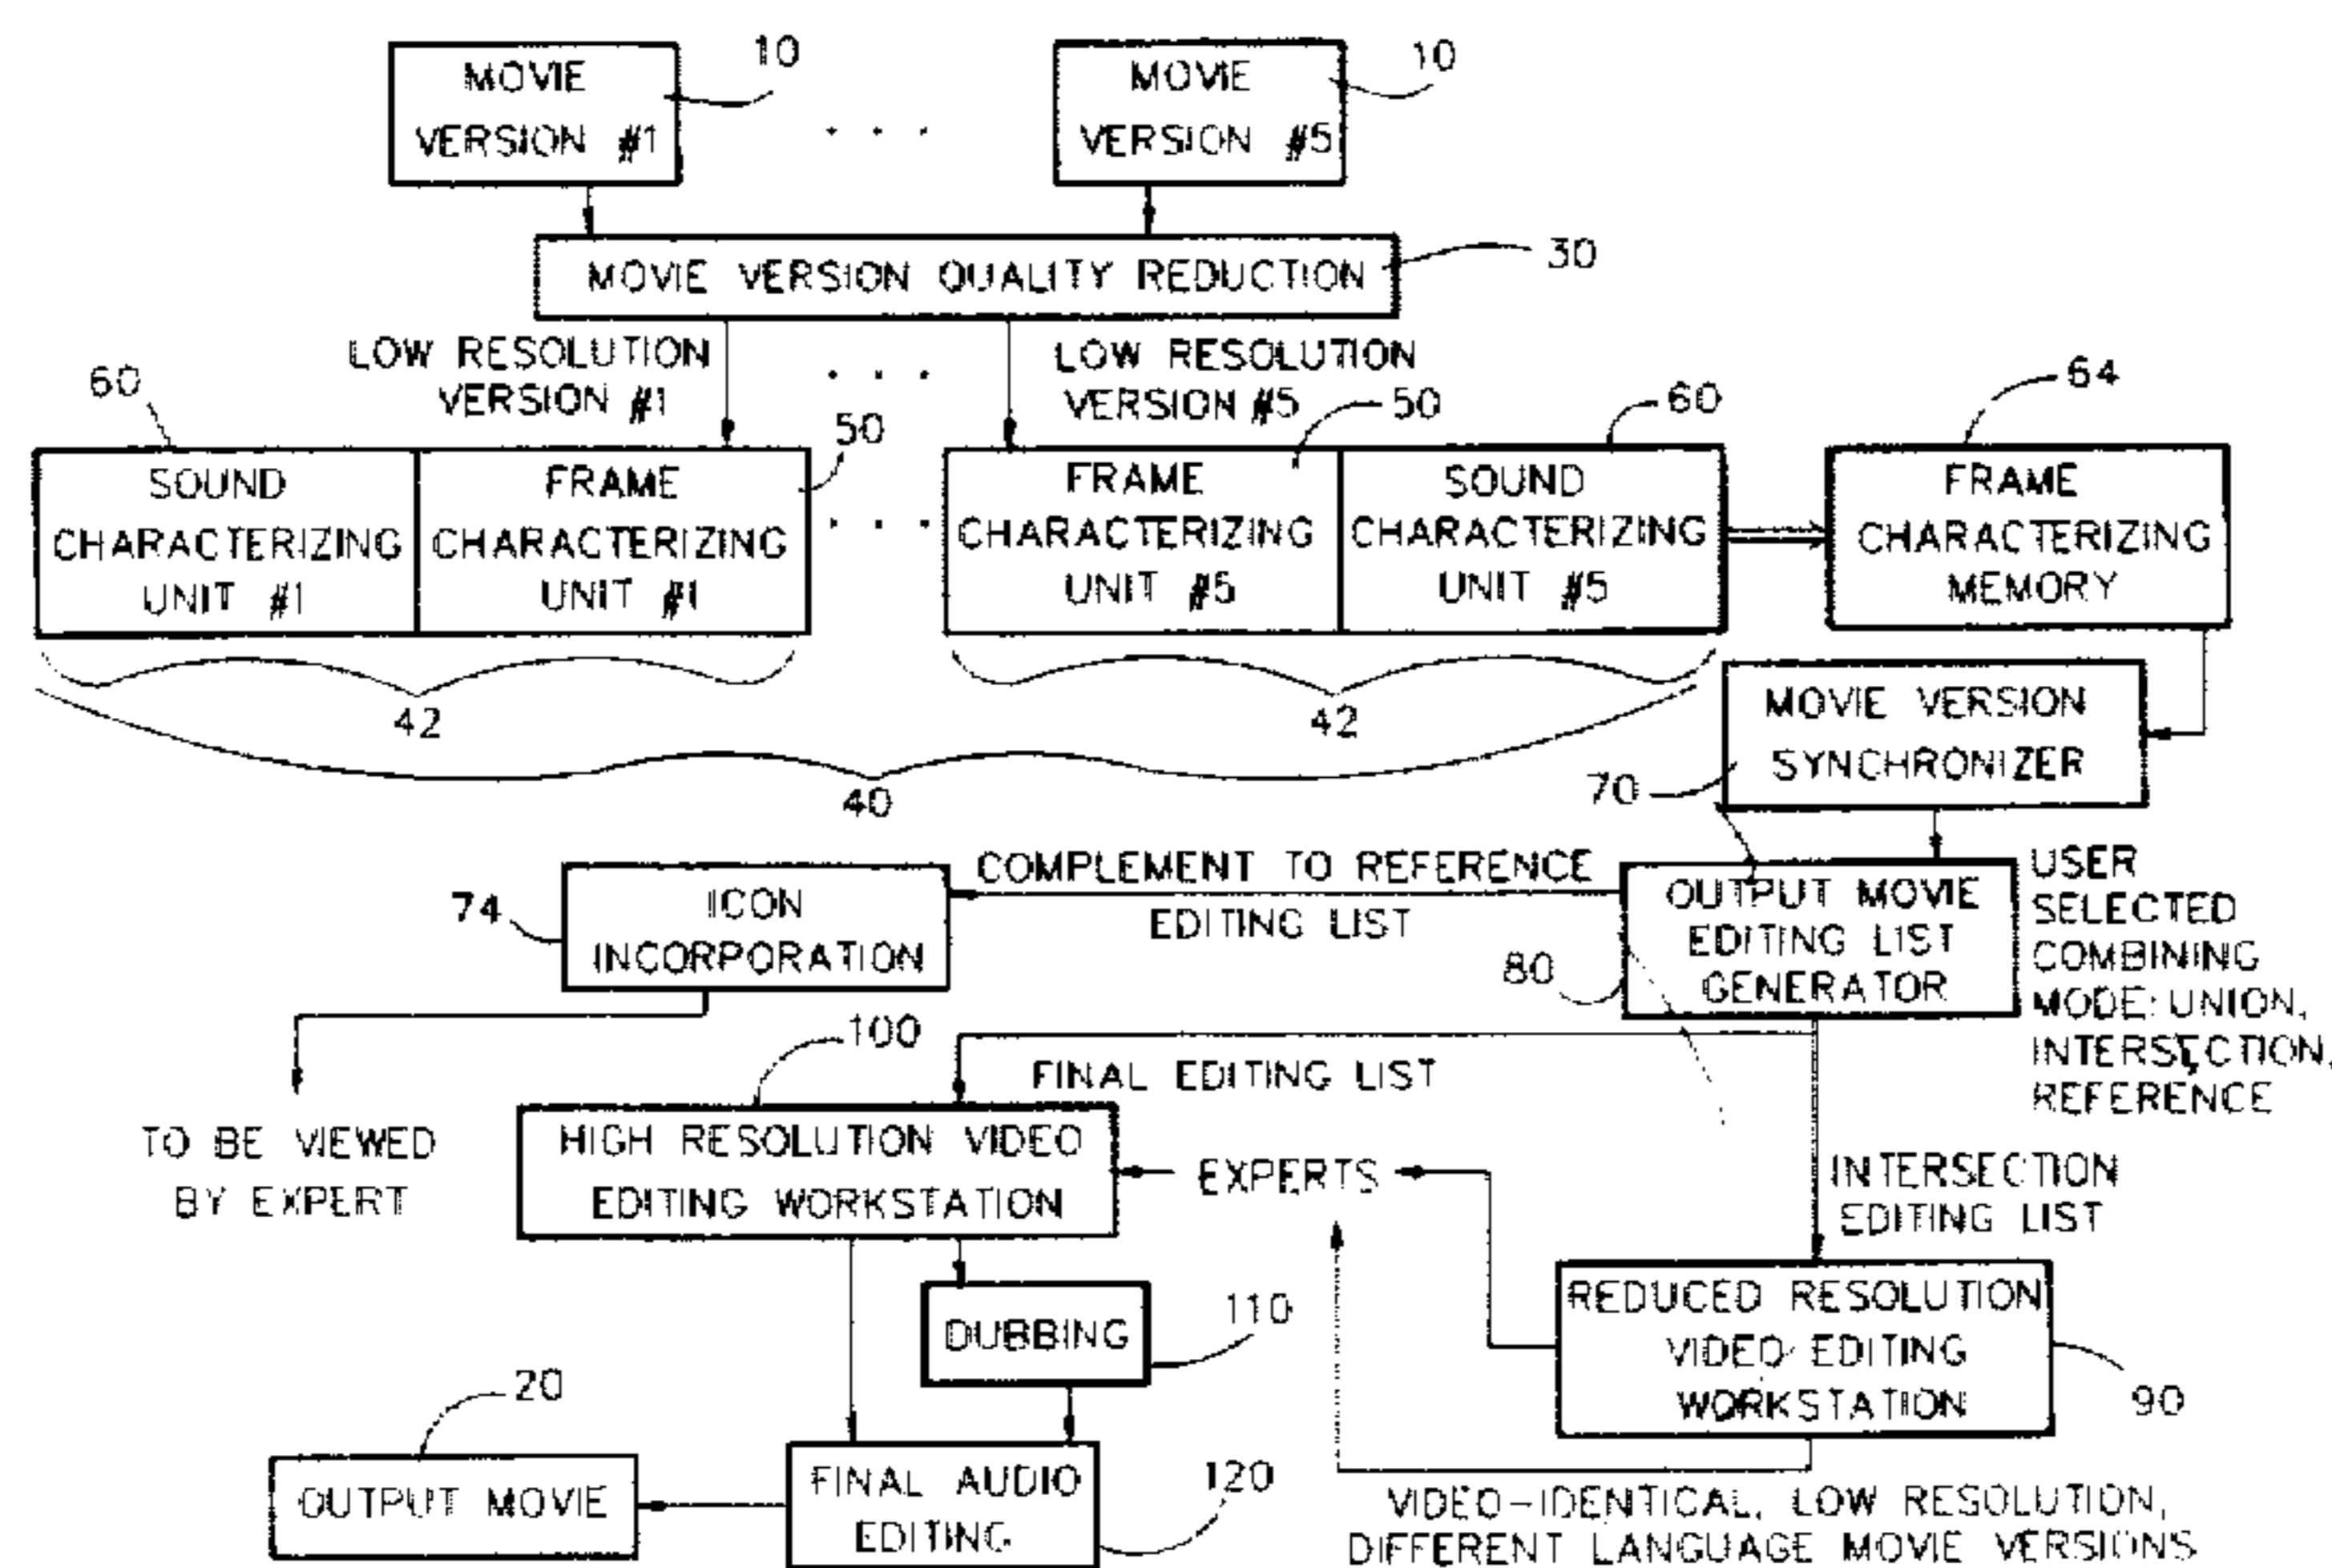 MOVIE
VERSION #1
10
. . .
MOVIE
VERSION #5
10
MOVIE VERSION QUALITY REDUCTION
30
LOW RESOLUTION
VERSION #1
. . .
LOW RESOLUTION
VERSION #5
60
50
50
60
64
SOUND
CHARACTERIZING
UNIT #1
FRAME
CHARACTERIZING
UNIT #1
. . .
FRAME
CHARACTERIZING
UNIT #5
SOUND
CHARACTERIZING
UNIT #5
FRAME
CHARACTERIZING
MEMORY
42
42
40
MOVIE VERSION
SYNCHRONIZER
70
74
ICON
INCORPORATION
COMPLEMENT TO REFERENCE
EDITING LIST
80
OUTPUT MOVIE
EDITING LIST
GENERATOR
USER
SELECTED
COMBINING
MODE: UNION,
INTERSECTION,
REFERENCE
TO BE VIEWED
BY EXPERT
100
FINAL EDITING LIST
HIGH RESOLUTION VIDEO
EDITING WORKSTATION
EXPERTS
INTERSECTION
EDITING LIST
DUBBING
110
REDUCED RESOLUTION
VIDEO EDITING
WORKSTATION
90
20
OUTPUT MOVIE
FINAL AUDIO
EDITING
120
VIDEO-IDENTICAL, LOW RESOLUTION,
DIFFERENT LANGUAGE MOVIE VERSIONS